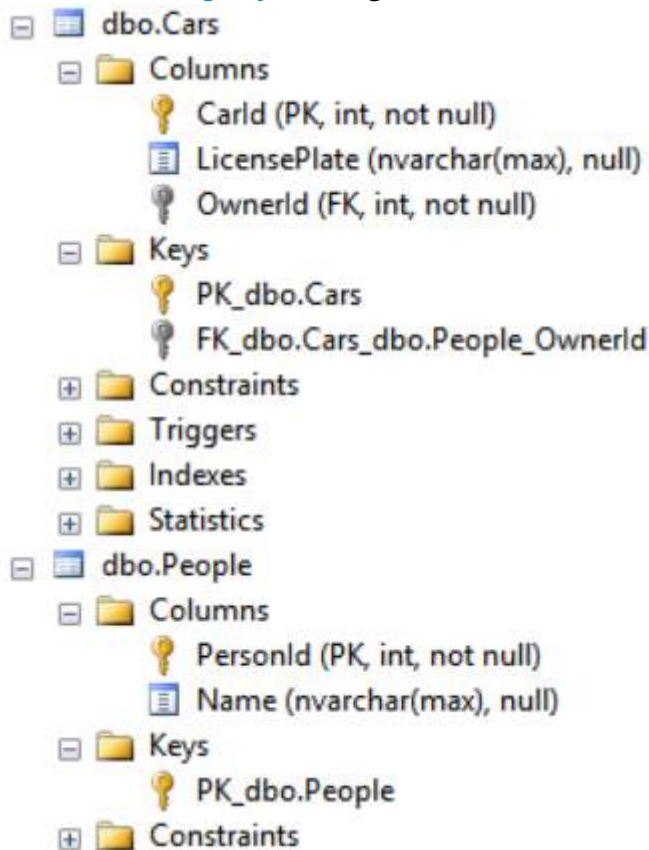 dbo.Cars
Columns
CarId (PK, int, not null)
LicensePlate (nvarchar(max), null)
OwnerId (FK, int, not null)
Keys
PK_dbo.Cars
FK_dbo.Cars_dbo.People_OwnerId
Constraints
Triggers
Indexes
Statistics
dbo.People
Columns
PersonId (PK, int, not null)
Name (nvarchar(max), null)
Keys
PK_dbo.People
Constraints